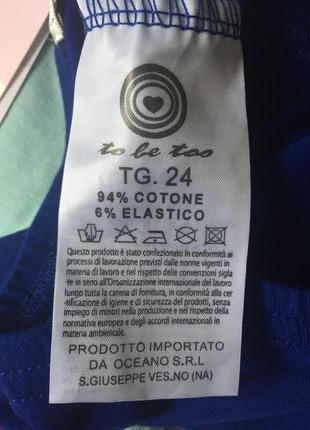 to be too
TG. 24
94% COTONE
6% ELASTICO
Questo prodotto è stato confezionato in conformità ai
processi di lavorazione previsti dalle norme vigenti in
materia di lavoro e nel rispetto delle convenzioni sigla-
te in seno all'Oraanizzazione internazionale del lavoro
luogo tutta la catena di fornitura, in conformità alla cer
-tificazione di igiene e di sicurezza del prodotto, senza
impiego di minori nella produzione e nel rispetto della
normativa europea e degli accordi internazionali in
materia ambientale.
PRODOTTO IMPORTATO
DA OCEANO S.R.L
S.GIUSEPPE VES.NO (NA)